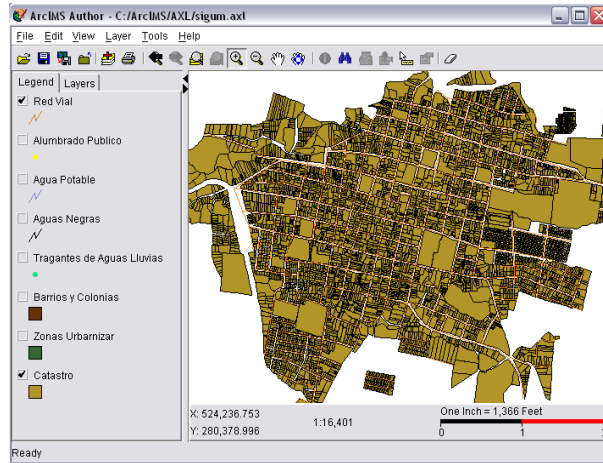 ArcIMS Author - C:/ArcIMS/AXL/sigum.axl
File Edit View Layer Tools Help
Legend Layers
Red Vial
Alumbrado Publico
Agua Potable
Aguas Negras
Tragantes de Aguas Lluvias
Barrios y Colonias
Zonas Urbarnizar
Catastro
X: 524,236.753
Y: 280,378.996
1:16,401
One Inch = 1,366 Feet
0 1
Ready